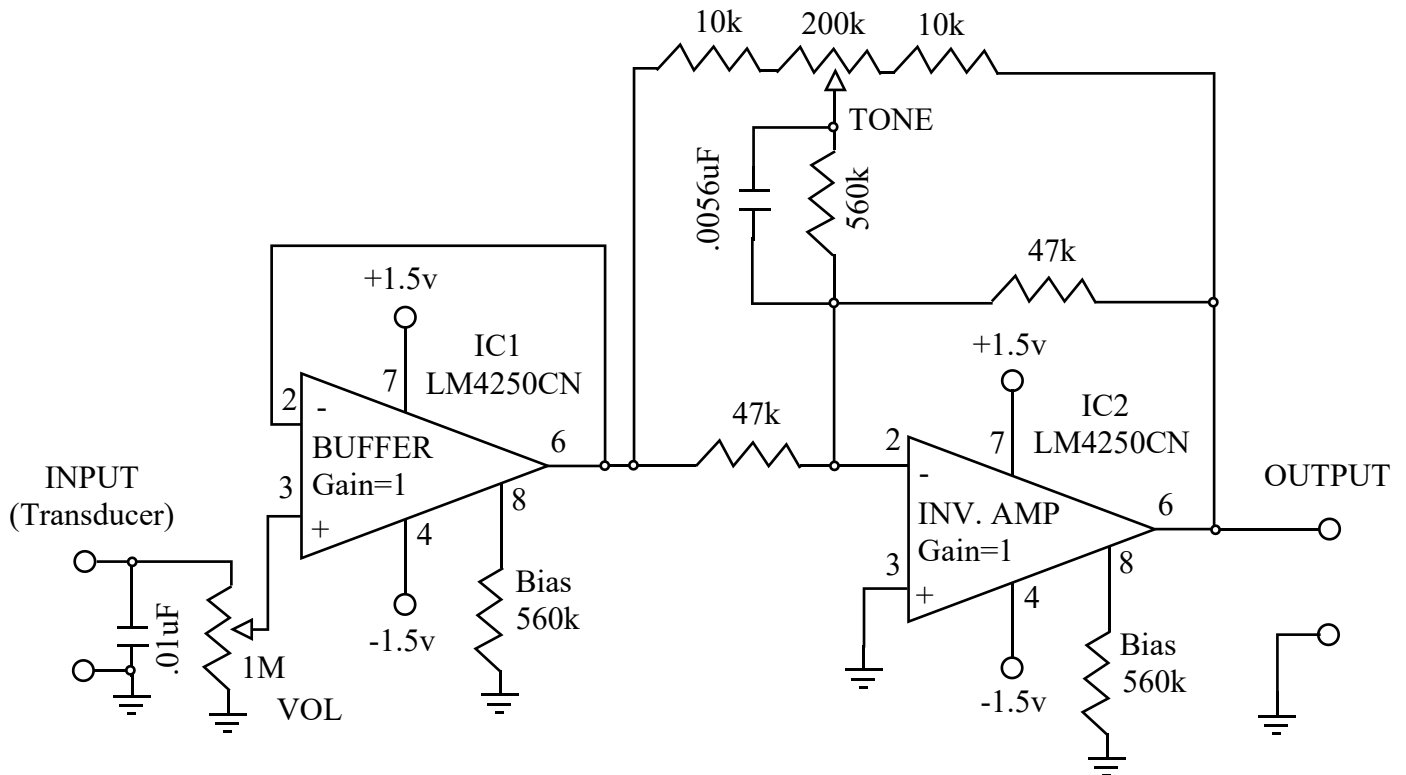 10k 200k 10k
TONE
.0056uF
560k
47k
+1.5v
IC1
LM4250CN
7
2
-
BUFFER
Gain=1
6
3
+
4
8
-1.5v
Bias
560k
INPUT
(Transducer)
.01uF
1M
VOL
47k
+1.5v
IC2
LM4250CN
7
2
-
INV. AMP
Gain=1
6
3
+
4
8
-1.5v
Bias
560k
OUTPUT